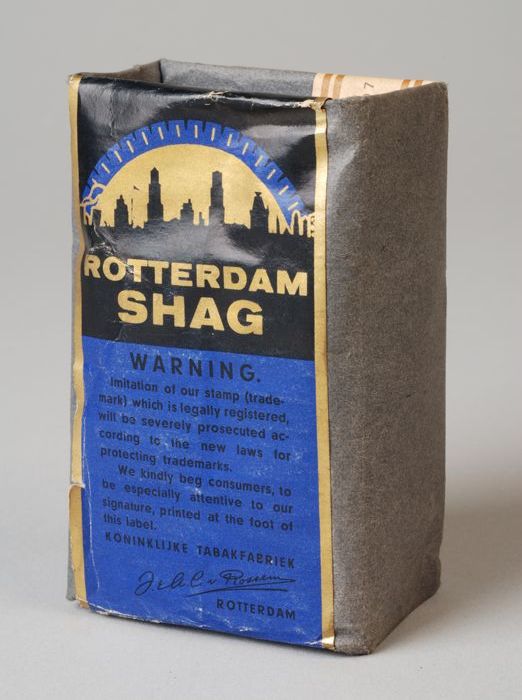 ROTTERDAM
SHAG
WARNING.
Imitation of our stamp (trade-
mark) which is legally registered,
will be severely prosecuted ac-
cording to the new laws for
protecting trademarks.
We kindly beg consumers, to
be especially attentive to our
signature, printed at the foot of
this label.
KONINKLIJKE TABAKFABRIEK
J & A C. v Rossem
ROTTERDAM
7